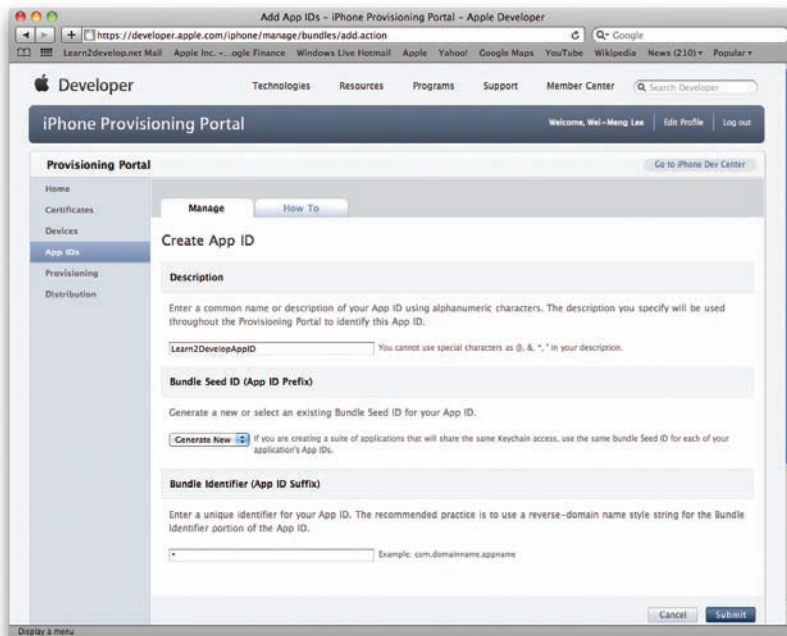 Add App IDs – iPhone Provisioning Portal – Apple Developer
https://developer.apple.com/iphone/manage/bundles/add.action
Google
Learn2develop.net Mail Apple Inc. –...ogle Finance Windows Live Hotmail Apple Yahoo! Google Maps YouTube Wikipedia News (210) Popular
Developer
Technologies Resources Programs Support Member Center Search Developer
iPhone Provisioning Portal
Welcome, Wei-Meng Lee Edit Profile Log out
Provisioning Portal
Go to iPhone Dev Center
Home
Certificates
Devices
App IDs
Provisioning
Distribution
Manage How To
Create App ID
Description
Enter a common name or description of your App ID using alphanumeric characters. The description you specify will be used
throughout the Provisioning Portal to identify this App ID.
Learn2DevelopAppID You cannot use special characters as @, &, *, " in your description.
Bundle Seed ID (App ID Prefix)
Generate a new or select an existing Bundle Seed ID for your App ID.
Generate New If you are creating a suite of applications that will share the same Keychain access, use the same bundle Seed ID for each of your
application's App IDs.
Bundle Identifier (App ID Suffix)
Enter a unique identifier for your App ID. The recommended practice is to use a reverse-domain name style string for the Bundle
Identifier portion of the App ID.
* Example: com.domainname.appname
Cancel Submit
Display a menu